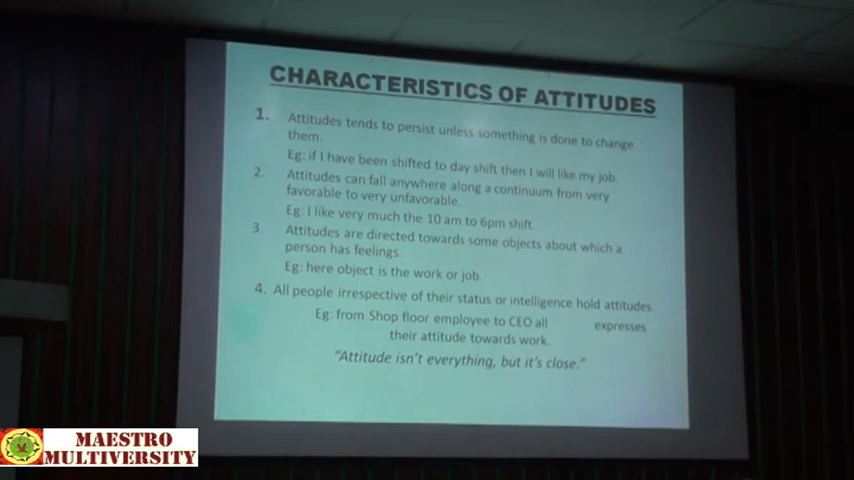 CHARACTERISTICS OF ATTITUDES
1. Attitudes tends to persist unless something is done to change
them.
Eg: if I have been shifted to day shift then I will like my job.
2. Attitudes can fall anywhere along a continuum from very
favorable to very unfavorable.
Eg: I like very much the 10 am to 6pm shift
3. Attitudes are directed towards some objects about which a
person has feelings.
Eg: here object is the work or job.
4. All people irrespective of their status or intelligence hold attitudes.
Eg: from Shop floor employee to CEO all expresses
their attitude towards work.
"Attitude isn't everything, but it's close."
MAESTRO
MULTIVERSITY